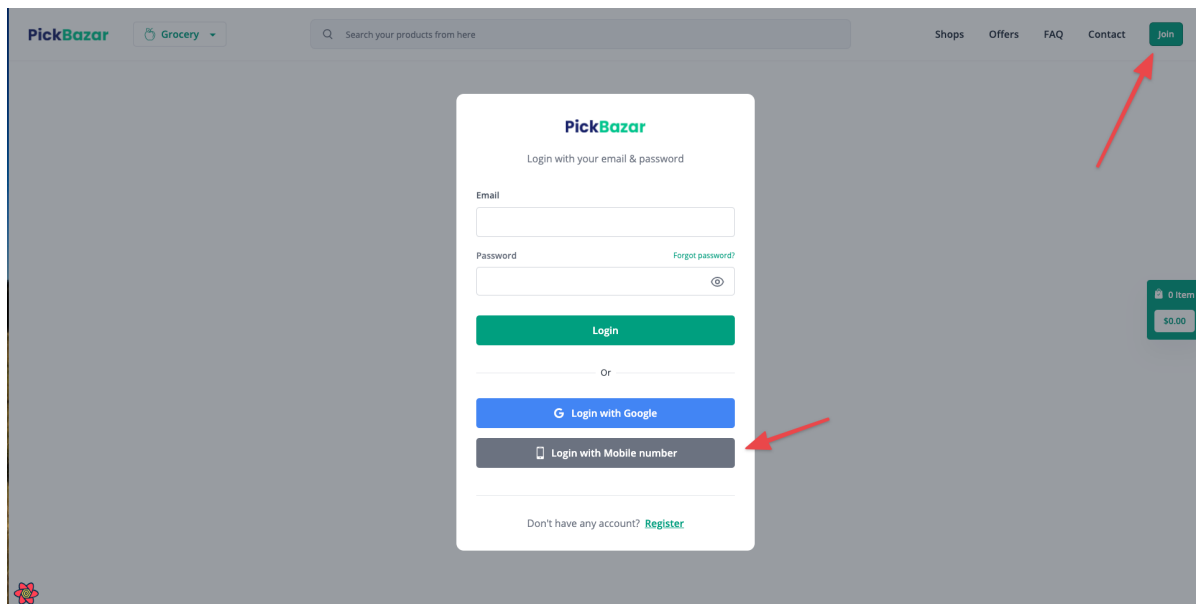 PickBazar Grocery Search your products from here Shops Offers FAQ Contact Join
PickBazar
Login with your email & password
Email
Password Forgot password?
0 Item
$0.00
Login
Or
G Login with Google
Login with Mobile number
Don't have any account? Register